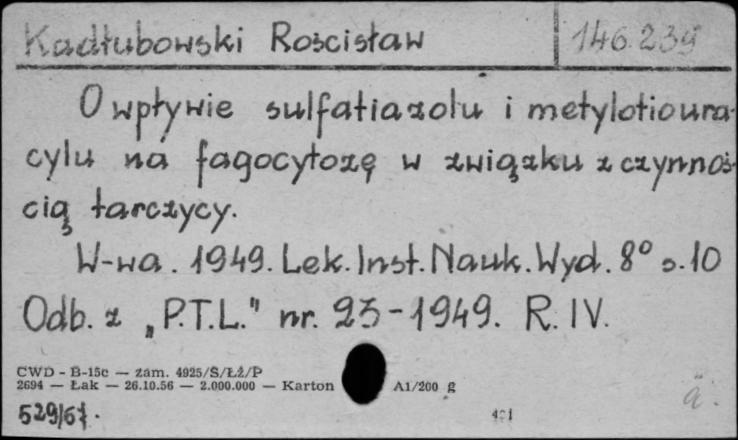 Kadłubowski Rościsław 146.239
O wpływie sulfatiazolu i metylotioura-
cylu na fagocytozę w związku z czynnoś-
cią tarczycy.
W-wa. 1949. Lek. Inst. Nauk. Wyd. 8° s. 10
Odb. z "P.T.L." nr. 23-1949. R. IV.
CWD - B-15c — zam. 4925/S/ŁŻ/P
2694 — Łak — 26.10.56 — 2.000.000 — Karton A1/200 g
529/67.